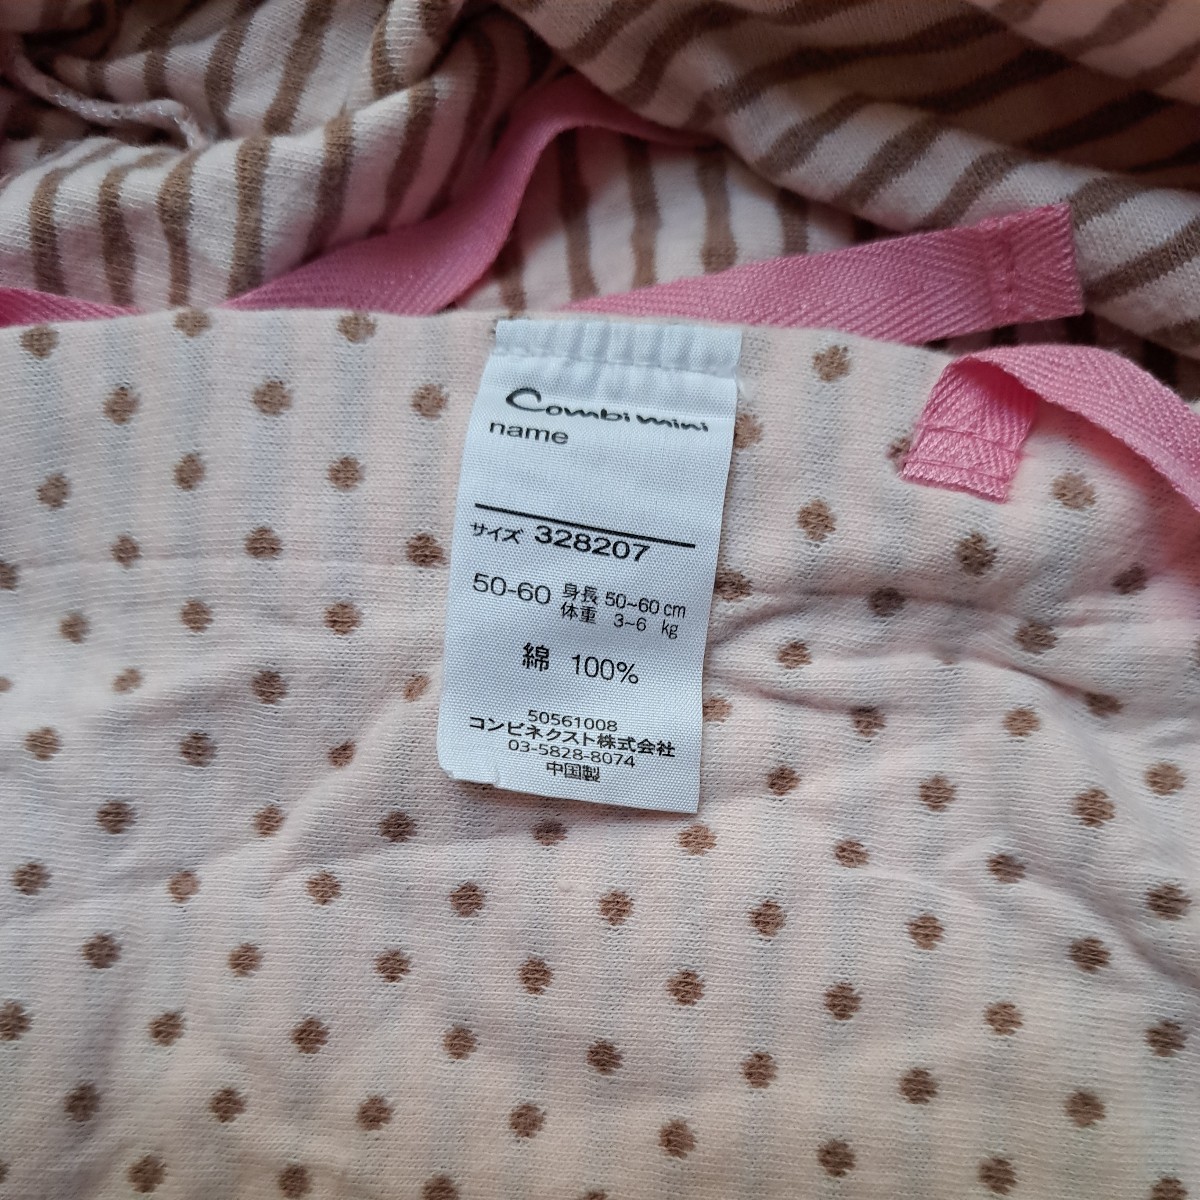 Combi mini
name
サイズ 328207
50-60 身長 50~60 cm
体重 3~6 kg
綿 100%
50561008
コンビネクスト株式会社
03-5828-8074
中国製